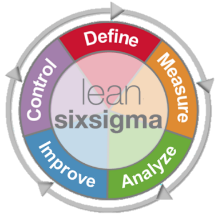 Define
Measure
Analyze
Improve
Control
lean
sixsigma